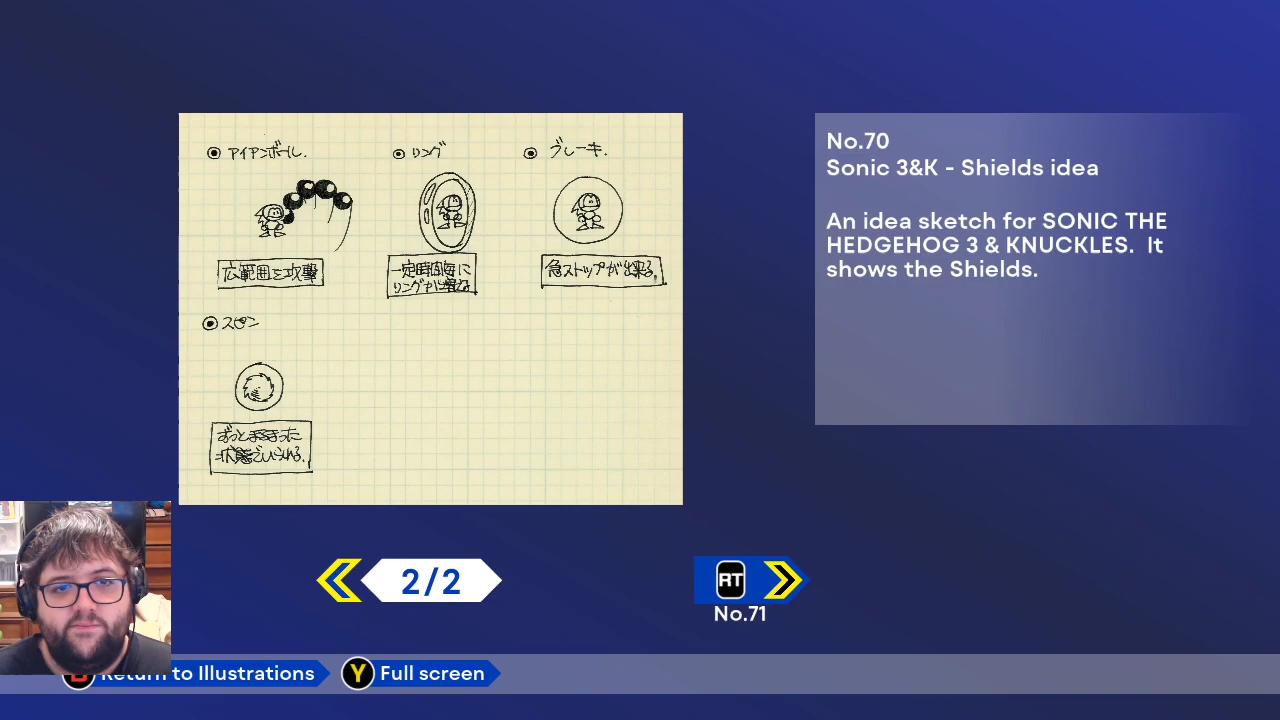 アイアンボール.
リング
ブレーキ.
広範囲を攻撃
一定時間毎に
リングが増える
急ストップが出来る.
スピン
ずっとまるまった
状態でいられる.
No.70
Sonic 3&K - Shields idea
An idea sketch for SONIC THE
HEDGEHOG 3 & KNUCKLES. It
shows the Shields.
2/2
RT
No.71
Return to Illustrations
Y Full screen